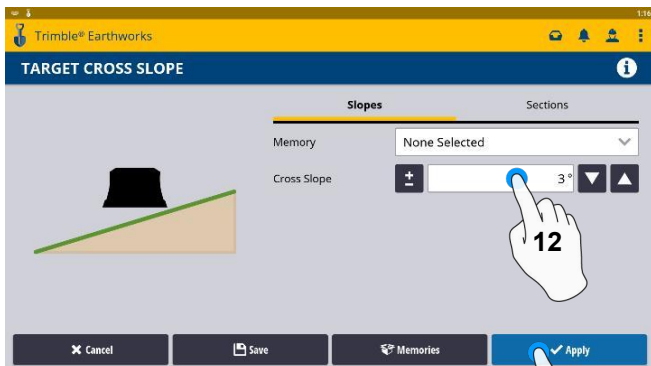 1:16
Trimble® Earthworks
TARGET CROSS SLOPE
Slopes Sections
Memory None Selected
Cross Slope ± 3°
12
Cancel Save Memories Apply